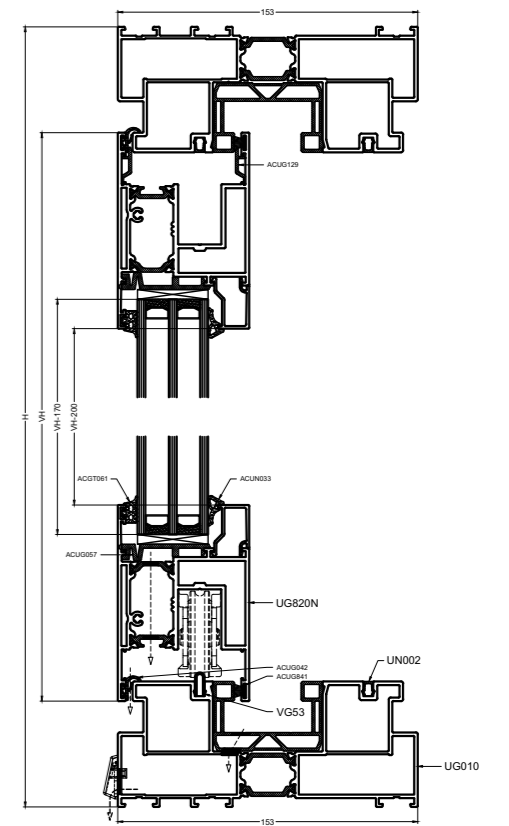 153
ACUG129
H
VH
VH-170
VH-200
ACGT061
ACUN033
ACUG057
UG820N
ACUG042
ACUG841
UN002
VG53
UG010
153